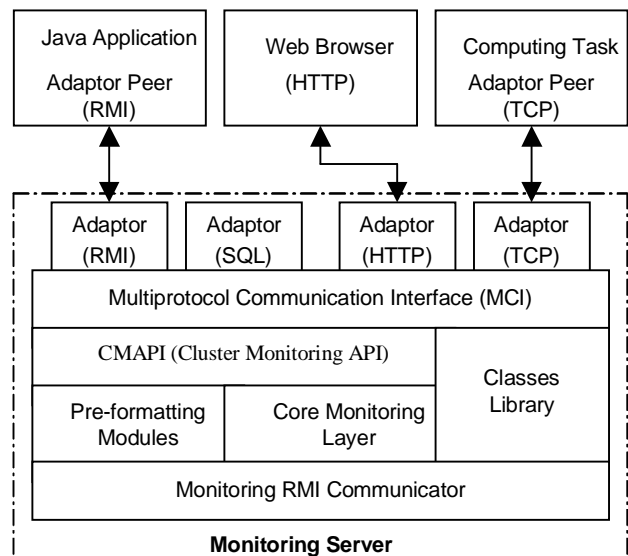 Java Application
Adaptor Peer
(RMI)
Web Browser
(HTTP)
Computing Task
Adaptor Peer
(TCP)
Adaptor
(RMI)
Adaptor
(SQL)
Adaptor
(HTTP)
Adaptor
(TCP)
Multiprotocol Communication Interface (MCI)
CMAPI (Cluster Monitoring API)
Classes
Library
Pre-formatting
Modules
Core Monitoring
Layer
Monitoring RMI Communicator
Monitoring Server